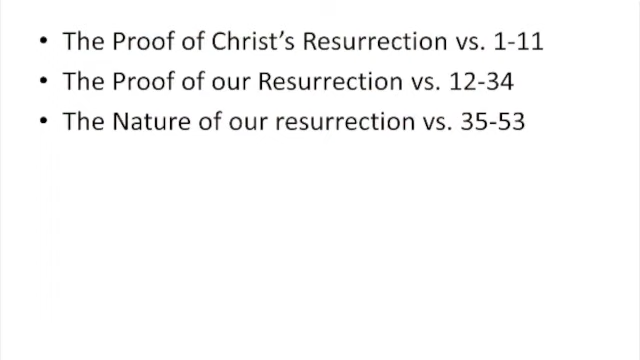 • The Proof of Christ's Resurrection vs. 1-11
• The Proof of our Resurrection vs. 12-34
• The Nature of our resurrection vs. 35-53